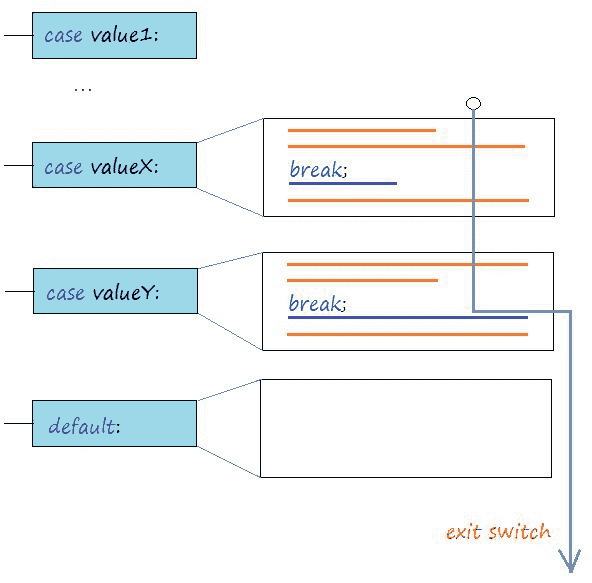 case value1:
...
case valueX:
break;
case valueY:
break;
default:
exit switch